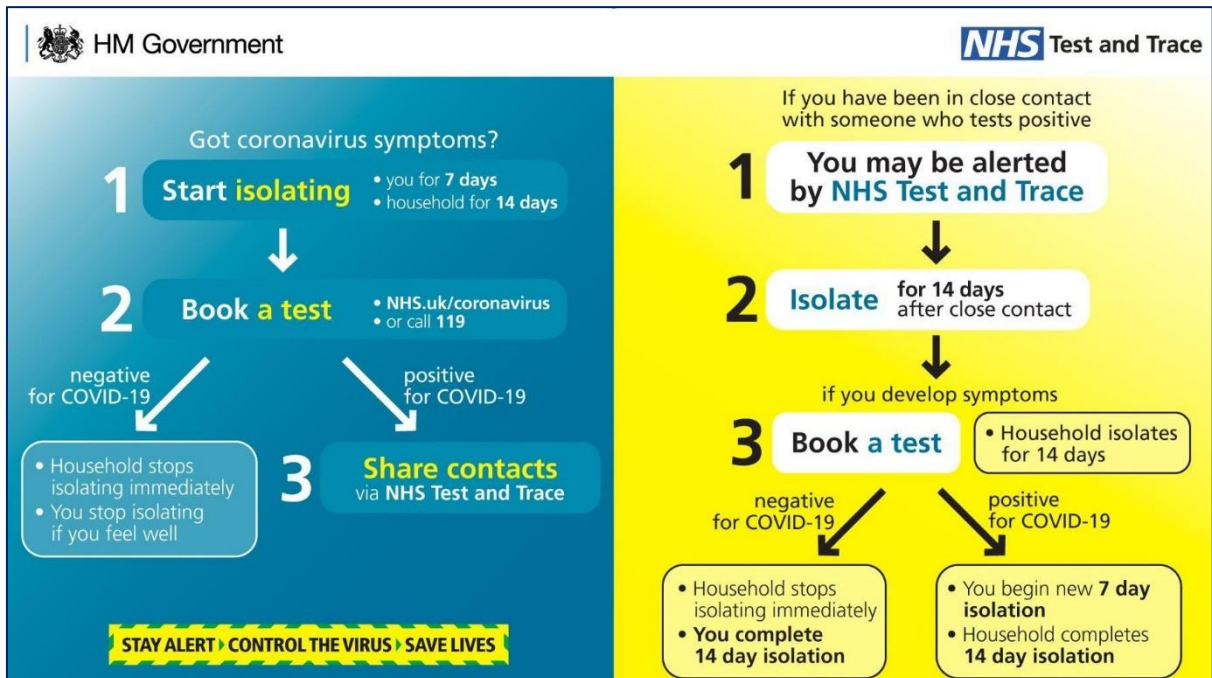 HM Government
NHS Test and Trace
Got coronavirus symptoms?
1
Start isolating
• you for 7 days
• household for 14 days
2
Book a test
• NHS.uk/coronavirus
• or call 119
negative
for COVID-19
positive
for COVID-19
• Household stops
isolating immediately
• You stop isolating
if you feel well
3
Share contacts
via NHS Test and Trace
STAY ALERT CONTROL THE VIRUS SAVE LIVES
If you have been in close contact
with someone who tests positive
1
You may be alerted
by NHS Test and Trace
2
Isolate
for 14 days
after close contact
if you develop symptoms
3
Book a test
• Household isolates
for 14 days
negative
for COVID-19
positive
for COVID-19
• Household stops
isolating immediately
• You complete
14 day isolation
• You begin new 7 day
isolation
• Household completes
14 day isolation